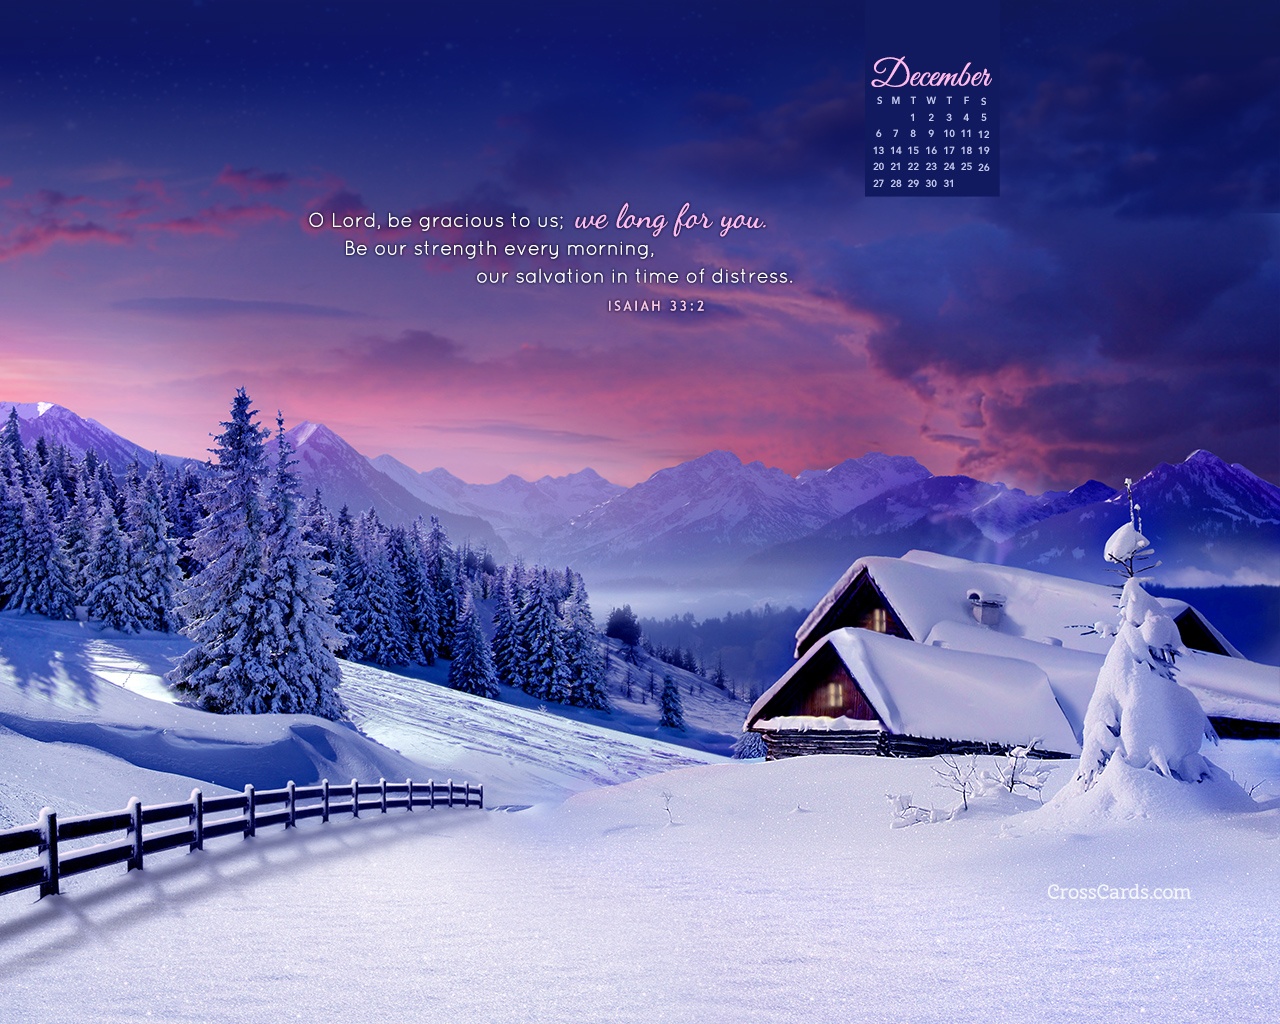 December
S M T W T F S
1 2 3 4 5
6 7 8 9 10 11 12
13 14 15 16 17 18 19
20 21 22 23 24 25 26
27 28 29 30 31
O Lord, be gracious to us; we long for you.
Be our strength every morning,
our salvation in time of distress.
ISAIAH 33:2
CrossCards.com